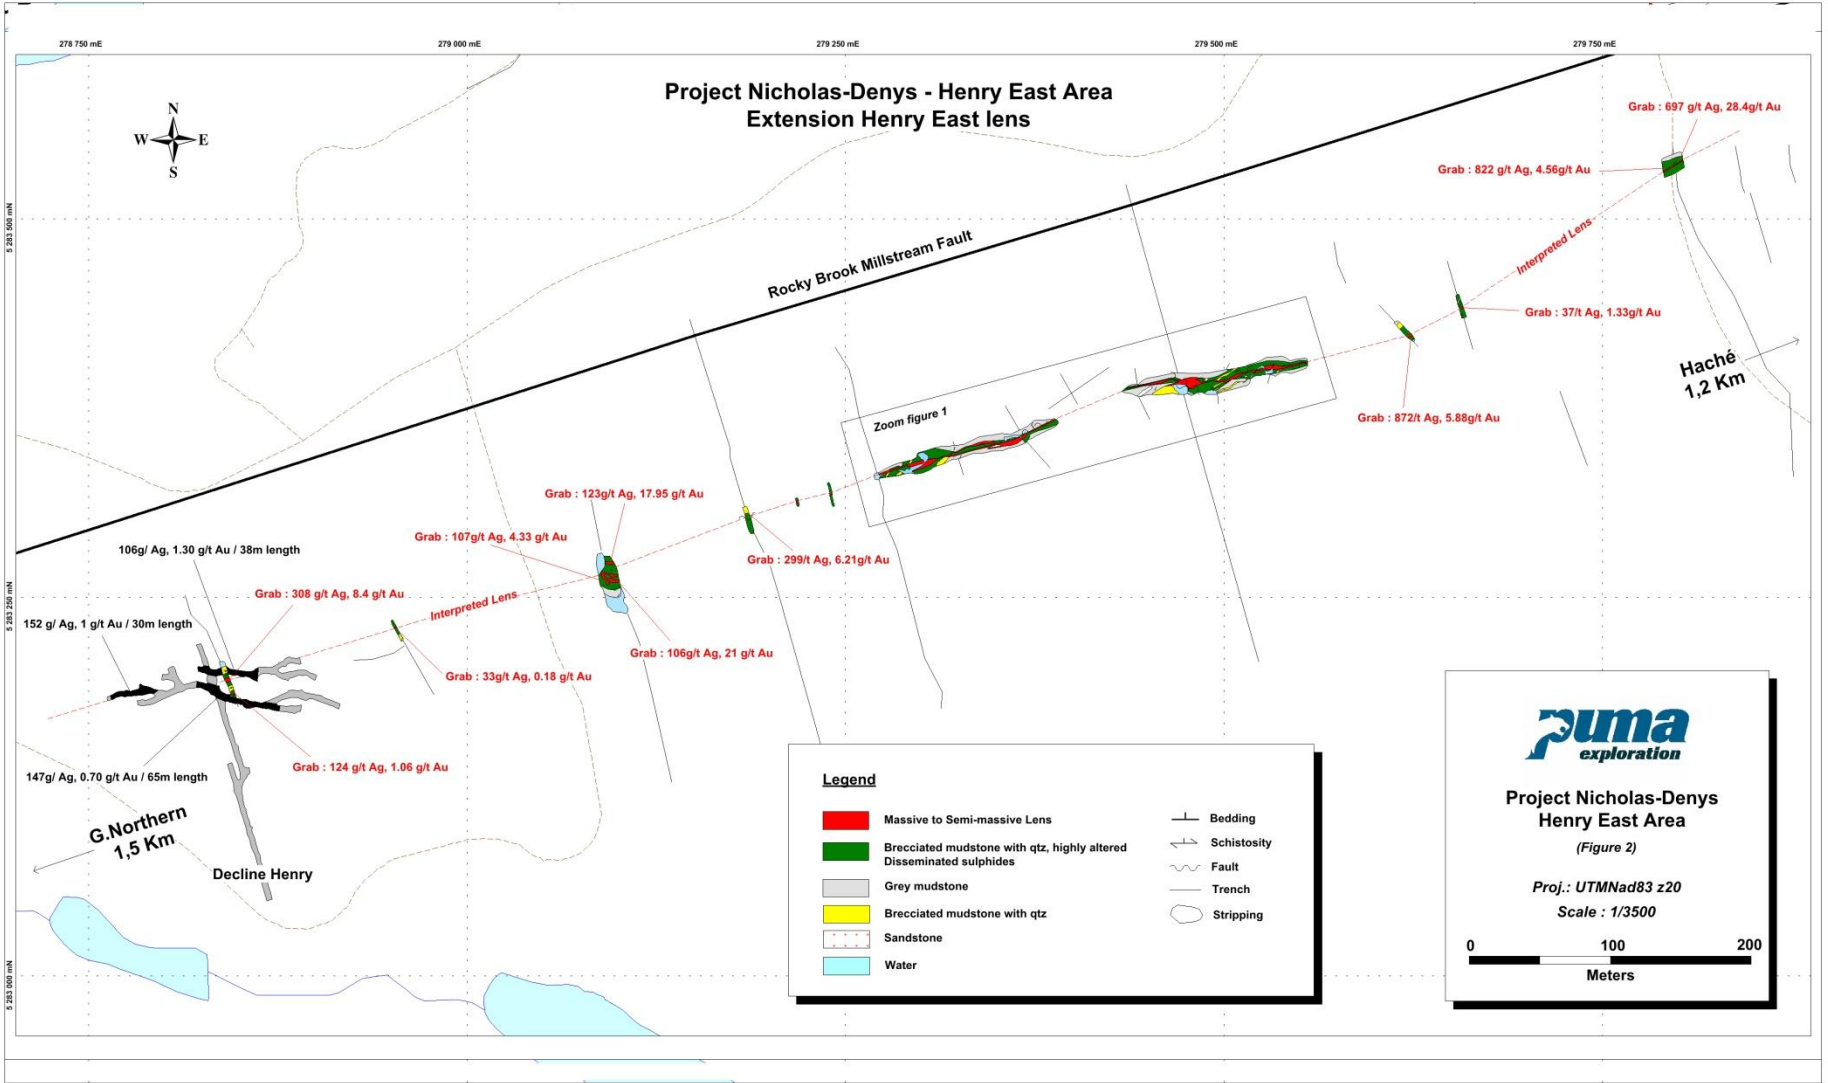 278 750 mE
279 000 mE
279 250 mE
279 500 mE
279 750 mE
Project Nicholas-Denys - Henry East Area
Extension Henry East lens
N
W
E
S
5 283 500 mN
5 283 250 mN
5 283 000 mN
Grab : 697 g/t Ag, 28.4g/t Au
Grab : 822 g/t Ag, 4.56g/t Au
Interpreted Lens
Rocky Brook Millstream Fault
Grab : 37/t Ag, 1.33g/t Au
Haché
1,2 Km
Zoom figure 1
Grab : 872/t Ag, 5.88g/t Au
Grab : 123g/t Ag, 17.95 g/t Au
Grab : 107g/t Ag, 4.33 g/t Au
Grab : 299/t Ag, 6.21g/t Au
106g/ Ag, 1.30 g/t Au / 38m length
Grab : 308 g/t Ag, 8.4 g/t Au
Interpreted Lens
152 g/ Ag, 1 g/t Au / 30m length
Grab : 106g/t Ag, 21 g/t Au
Grab : 33g/t Ag, 0.18 g/t Au
Grab : 124 g/t Ag, 1.06 g/t Au
147g/ Ag, 0.70 g/t Au / 65m length
G.Northern
1,5 Km
Decline Henry
Legend
Massive to Semi-massive Lens
Brecciated mudstone with qtz, highly altered
Disseminated sulphides
Grey mudstone
Brecciated mudstone with qtz
Sandstone
Water
Bedding
Schistosity
Fault
Trench
Stripping
puma
exploration
Project Nicholas-Denys
Henry East Area
(Figure 2)
Proj.: UTMNad83 z20
Scale : 1/3500
0 100 200
Meters